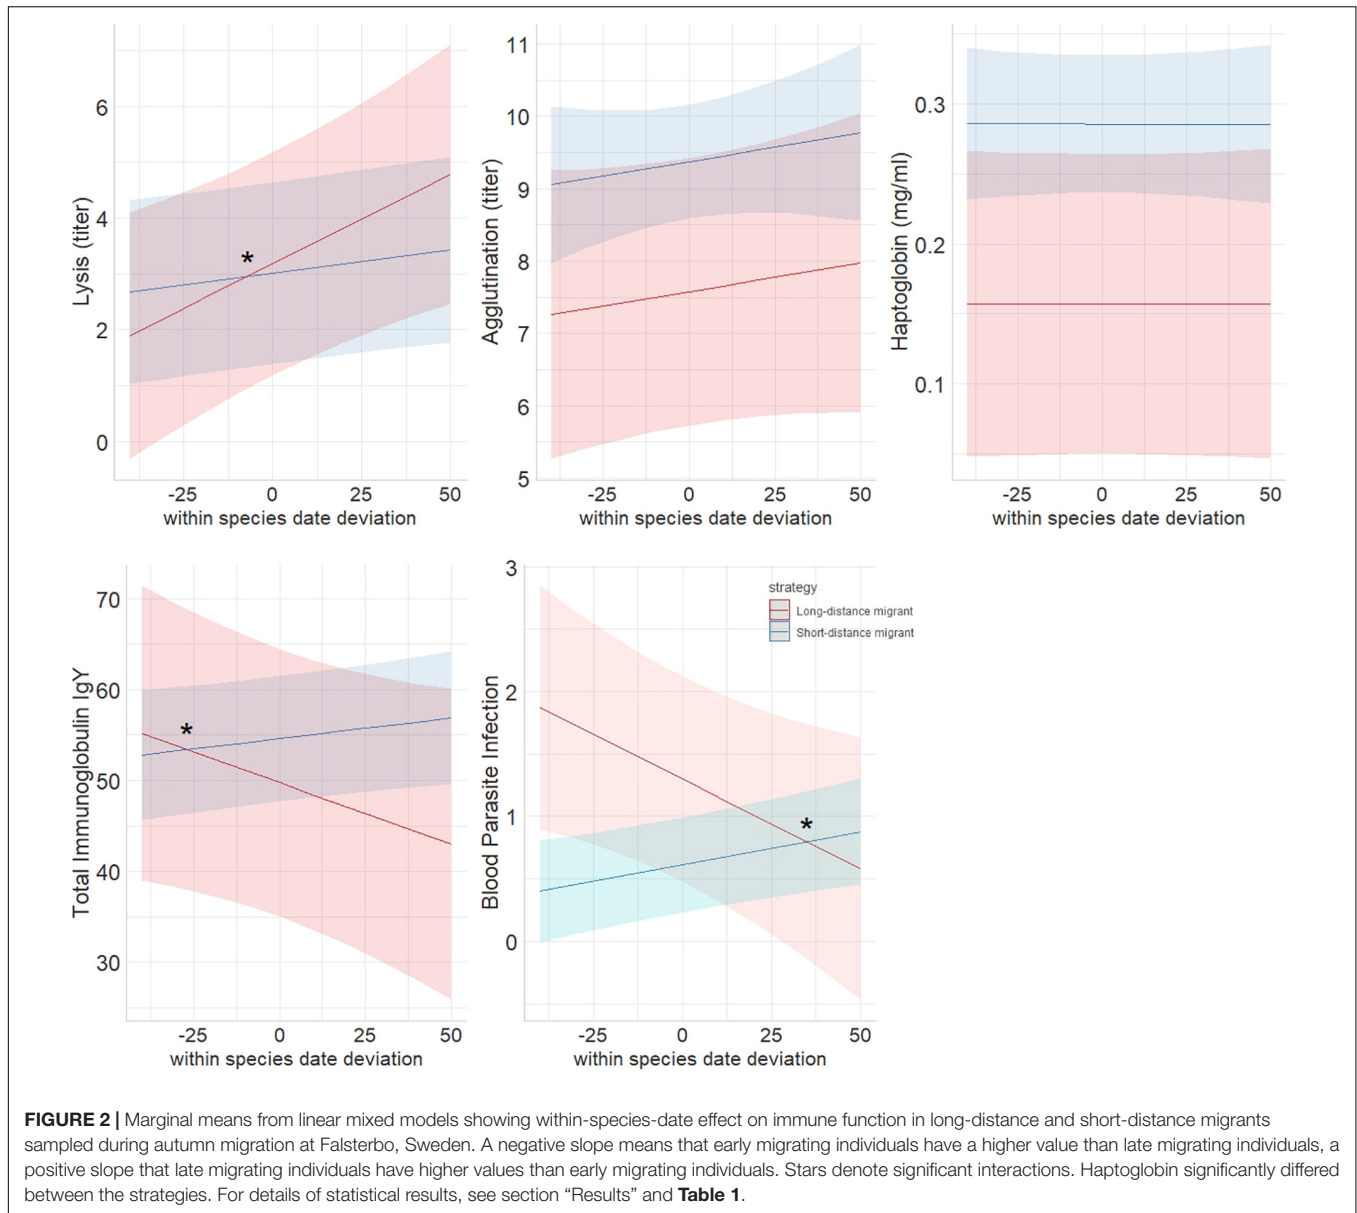 Lysis (titer)
6
4
2
0
-25 0 25 50
within species date deviation
*
Agglutination (titer)
11
10
9
8
7
6
5
-25 0 25 50
within species date deviation
Haptoglobin (mg/ml)
0.3
0.2
0.1
-25 0 25 50
within species date deviation
Total Immunoglobulin IgY
70
60
50
40
30
-25 0 25 50
within species date deviation
*
Blood Parasite Infection
3
2
1
0
-25 0 25 50
within species date deviation
*
strategy
Long-distance migrant
Short-distance migrant
FIGURE 2 | Marginal means from linear mixed models showing within-species-date effect on immune function in long-distance and short-distance migrants
sampled during autumn migration at Falsterbo, Sweden. A negative slope means that early migrating individuals have a higher value than late migrating individuals, a
positive slope that late migrating individuals have higher values than early migrating individuals. Stars denote significant interactions. Haptoglobin significantly differed
between the strategies. For details of statistical results, see section “Results” and Table 1.